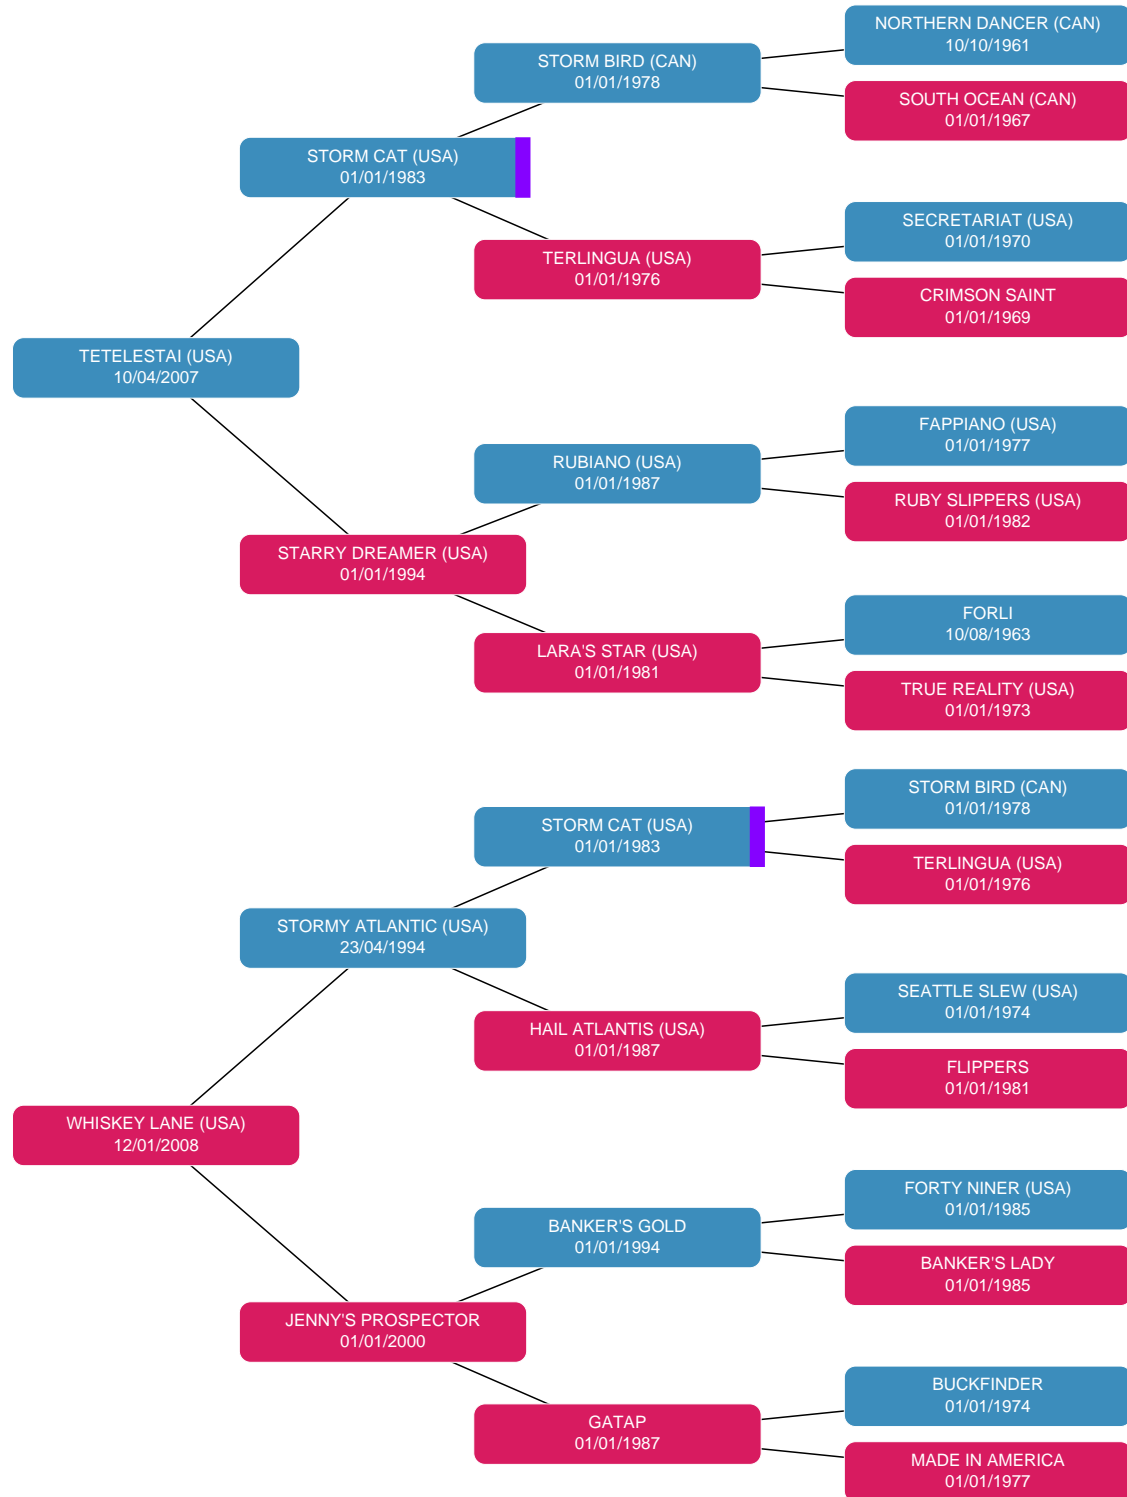 NORTHERN DANCER (CAN)
10/10/1961
STORM BIRD (CAN)
01/01/1978
SOUTH OCEAN (CAN)
01/01/1967
STORM CAT (USA)
01/01/1983
SECRETARIAT (USA)
01/01/1970
TERLINGUA (USA)
01/01/1976
CRIMSON SAINT
01/01/1969
TETELESTAI (USA)
10/04/2007
FAPPIANO (USA)
01/01/1977
RUBIANO (USA)
01/01/1987
RUBY SLIPPERS (USA)
01/01/1982
STARRY DREAMER (USA)
01/01/1994
FORLI
10/08/1963
LARA'S STAR (USA)
01/01/1981
TRUE REALITY (USA)
01/01/1973
STORM BIRD (CAN)
01/01/1978
STORM CAT (USA)
01/01/1983
TERLINGUA (USA)
01/01/1976
STORMY ATLANTIC (USA)
23/04/1994
SEATTLE SLEW (USA)
01/01/1974
HAIL ATLANTIS (USA)
01/01/1987
FLIPPERS
01/01/1981
WHISKEY LANE (USA)
12/01/2008
FORTY NINER (USA)
01/01/1985
BANKER'S GOLD
01/01/1994
BANKER'S LADY
01/01/1985
JENNY'S PROSPECTOR
01/01/2000
BUCKFINDER
01/01/1974
GATAP
01/01/1987
MADE IN AMERICA
01/01/1977